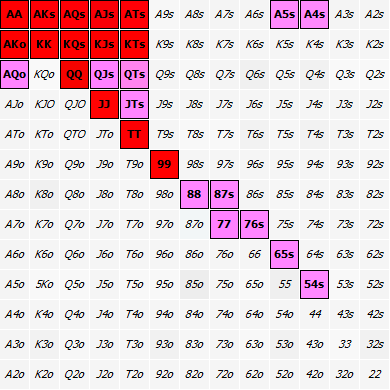 AA AKs AQs AJs ATs A9s A8s A7s A6s A5s A4s A3s A2s
AKo KK KQs KJs KTs K9s K8s K7s K6s K5s K4s K3s K2s
AQo KQo QQ QJs QTs Q9s Q8s Q7s Q6s Q5s Q4s Q3s Q2s
AJo KJO QJO JJ JTs J9s J8s J7s J6s J5s J4s J3s J2s
ATo KTo QTO JTo TT T9s T8s T7s T6s T5s T4s T3s T2s
A9o K9o Q9o J9o T9o 99 98s 97s 96s 95s 94s 93s 92s
A8o K8o Q8o J8o T8o 98o 88 87s 86s 85s 84s 83s 82s
A7o K7o Q7o J7o T7o 97o 87o 77 76s 75s 74s 73s 72s
A6o K6o Q6o J6o T6o 96o 86o 76o 66 65s 64s 63s 62s
A5o 5Ko Q5o J5o T5o 95o 85o 75o 65o 55 54s 53s 52s
A4o K4o Q4o J4o T4o 94o 84o 74o 64o 54o 44 43s 42s
A3o K3o Q3o J3o T3o 93o 83o 73o 63o 53o 43o 33 32s
A2o K2o Q2o J2o T2o 92o 82o 72o 62o 52o 42o 32o 22